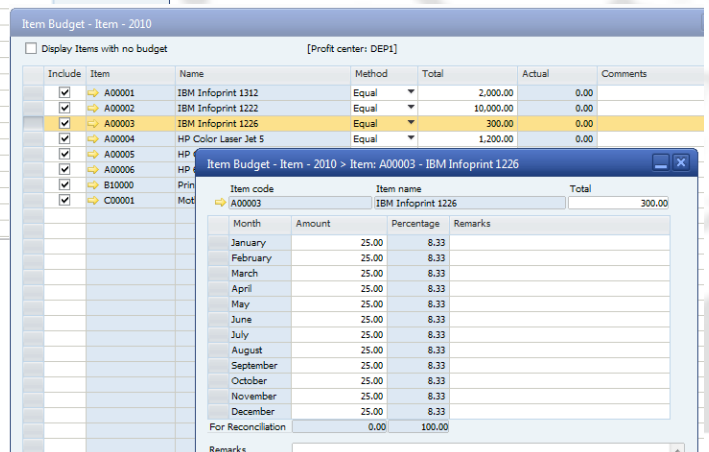 Item Budget - Item - 2010
Display Items with no budget [Profit center: DEP1]
Include Item Name Method Total Actual Comments
A00001 IBM Infoprint 1312 Equal 2,000.00 0.00
A00002 IBM Infoprint 1222 Equal 10,000.00 0.00
A00003 IBM Infoprint 1226 Equal 300.00 0.00
A00004 HP Color Laser Jet 5 Equal 1,200.00 0.00
A00005 HP
A00006 HP
B10000 Prin
C00001 Mot
Item Budget - Item - 2010 > Item: A00003 - IBM Infoprint 1226
Item code Item name Total
A00003 IBM Infoprint 1226 300.00
Month Amount Percentage Remarks
January 25.00 8.33
February 25.00 8.33
March 25.00 8.33
April 25.00 8.33
May 25.00 8.33
June 25.00 8.33
July 25.00 8.33
August 25.00 8.33
September 25.00 8.33
October 25.00 8.33
November 25.00 8.33
December 25.00 8.33
For Reconciliation 0.00 100.00
Remarks